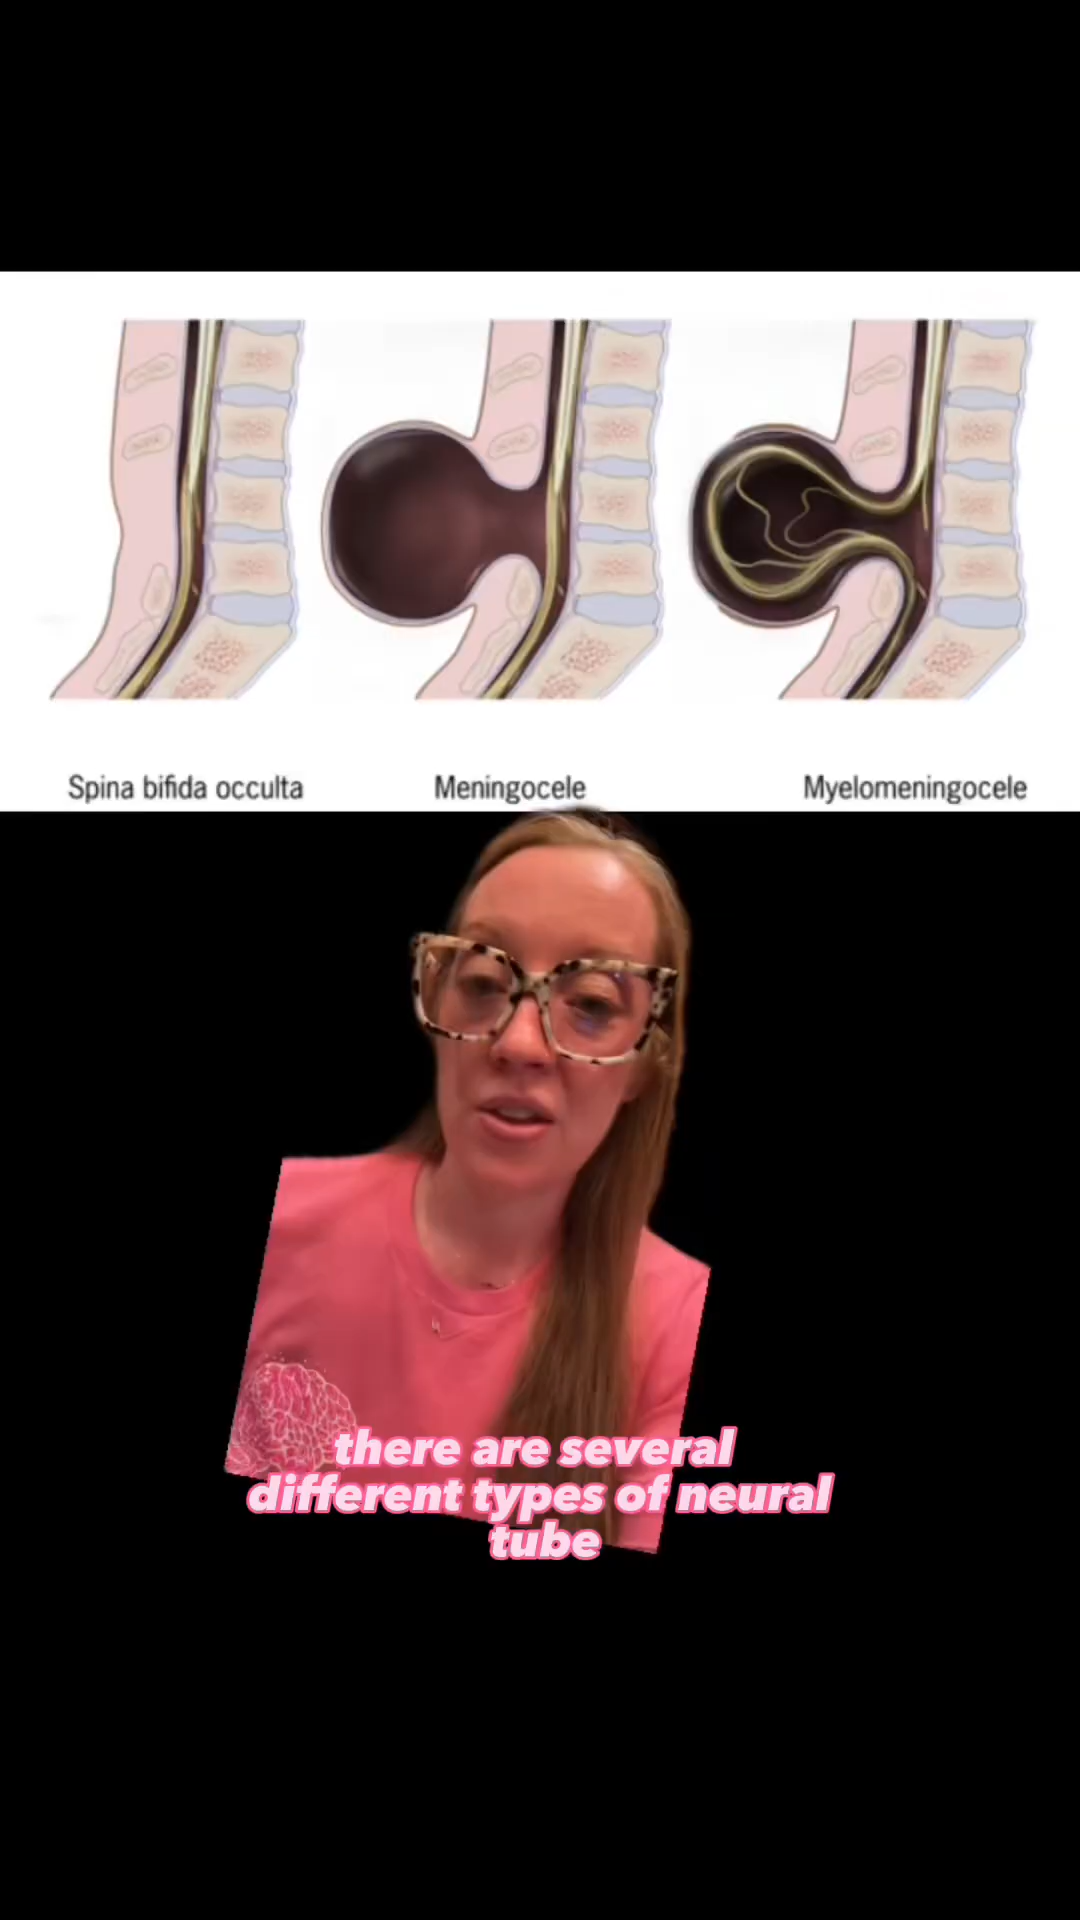 Spina bifida occulta Meningocele Myelomeningocele
there are several
different types of neural
tube